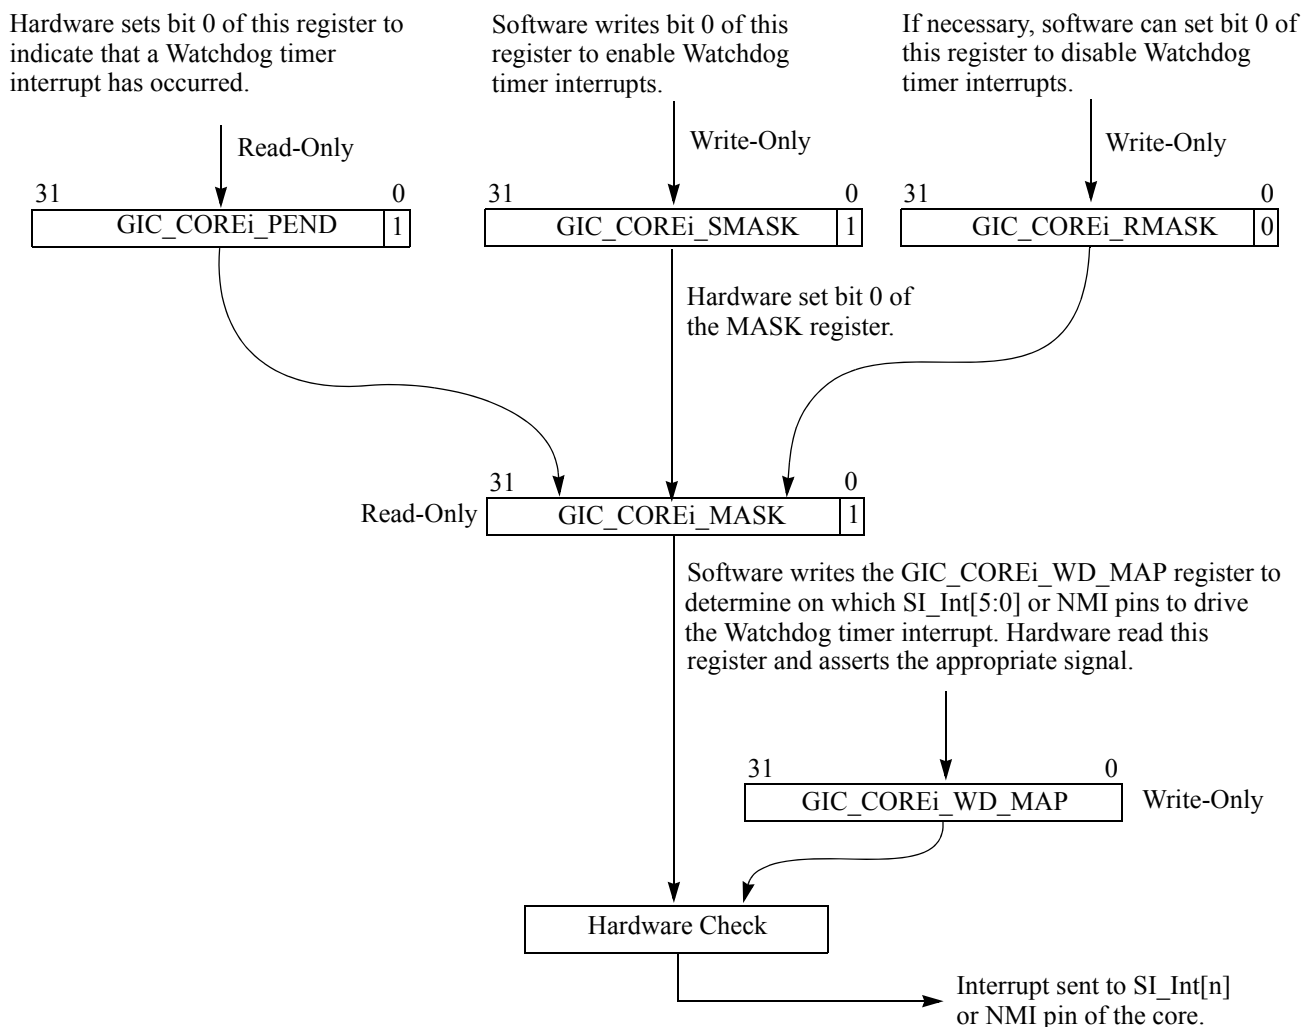 Hardware sets bit 0 of this register to
indicate that a Watchdog timer
interrupt has occurred.
Software writes bit 0 of this
register to enable Watchdog
timer interrupts.
If necessary, software can set bit 0 of
this register to disable Watchdog
timer interrupts.
Read-Only
Write-Only
Write-Only
31 0
GIC_COREi_PEND 1
31 0
GIC_COREi_SMASK 1
31 0
GIC_COREi_RMASK 0
Hardware set bit 0 of
the MASK register.
31 0
Read-Only GIC_COREi_MASK 1
Software writes the GIC_COREi_WD_MAP register to
determine on which SI_Int[5:0] or NMI pins to drive
the Watchdog timer interrupt. Hardware read this
register and asserts the appropriate signal.
31 0
GIC_COREi_WD_MAP Write-Only
Hardware Check
Interrupt sent to SI_Int[n]
or NMI pin of the core.